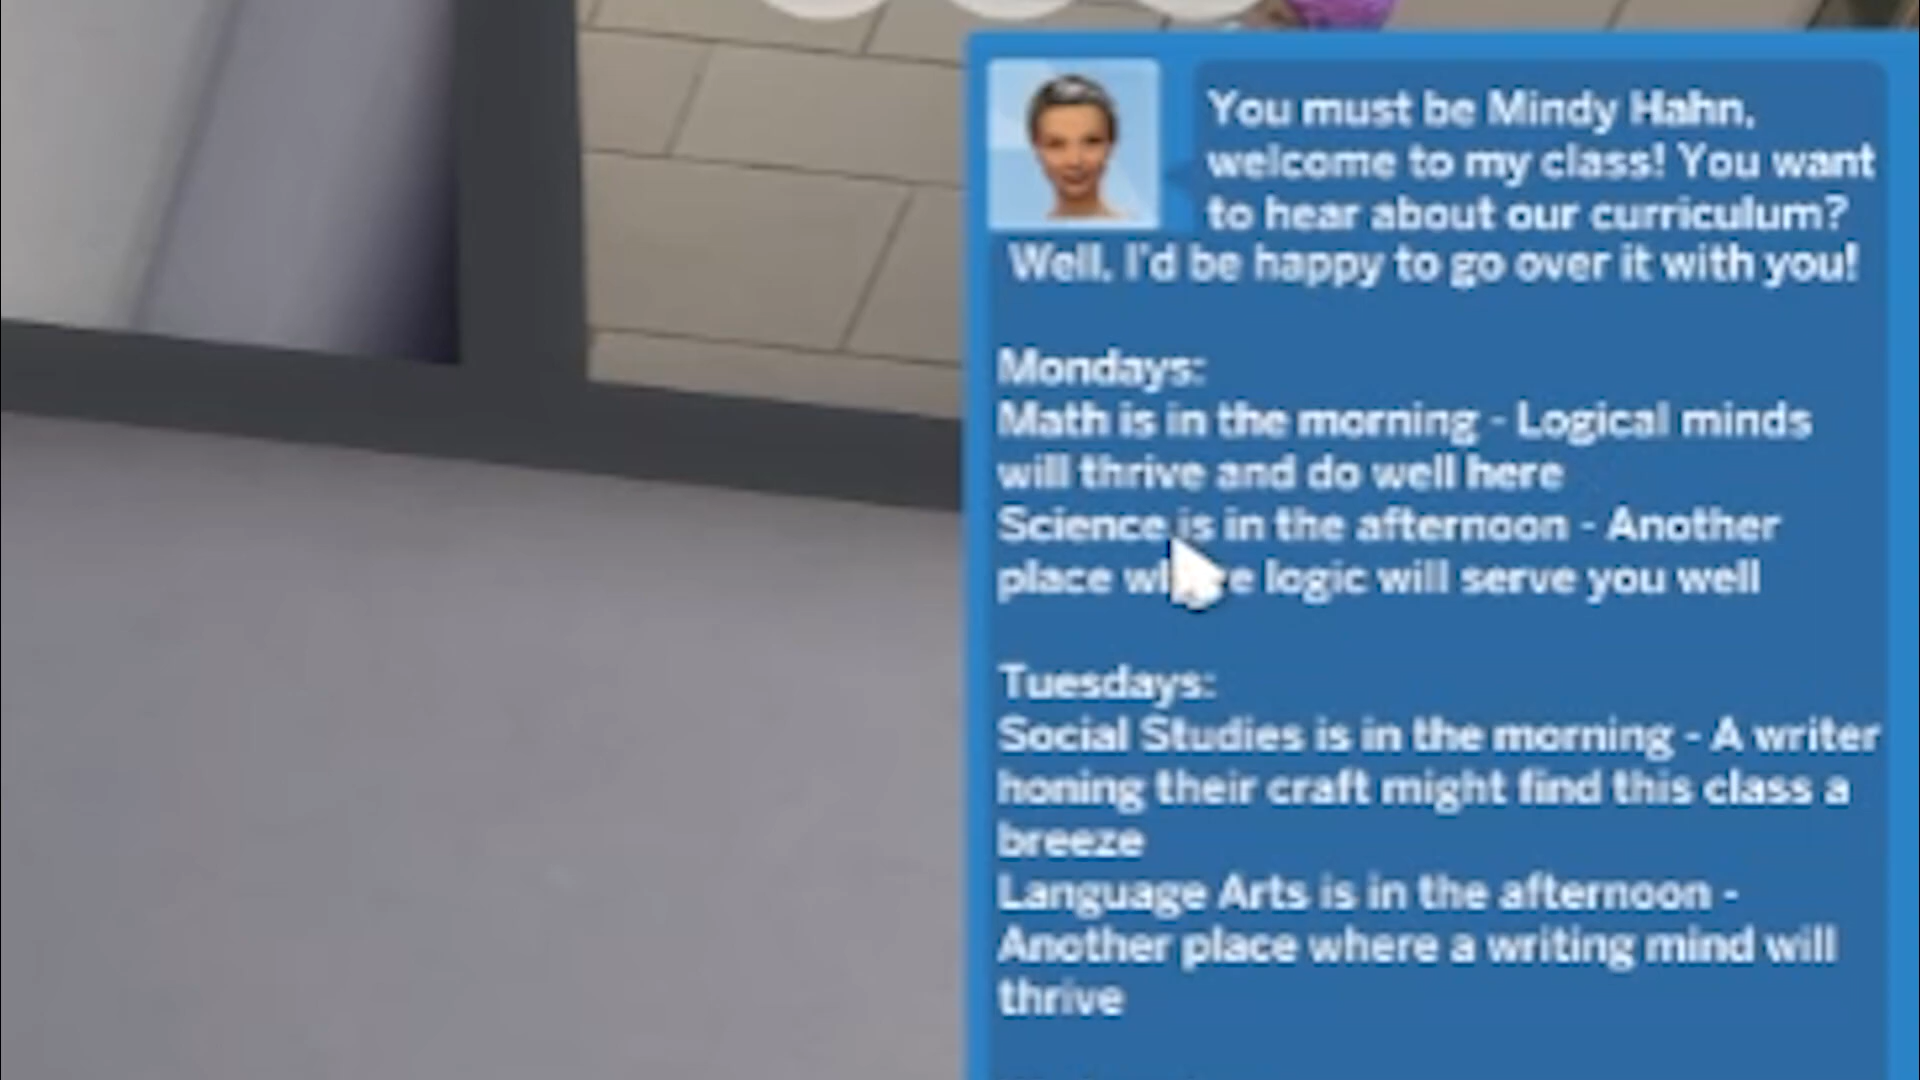 You must be Mindy Hahn,
welcome to my class! You want
to hear about our curriculum?
Well, I'd be happy to go over it with you!
Mondays:
Math is in the morning - Logical minds
will thrive and do well here
Science is in the afternoon - Another
place where logic will serve you well
Tuesdays:
Social Studies is in the morning - A writer
honing their craft might find this class a
breeze
Language Arts is in the afternoon -
Another place where a writing mind will
thrive